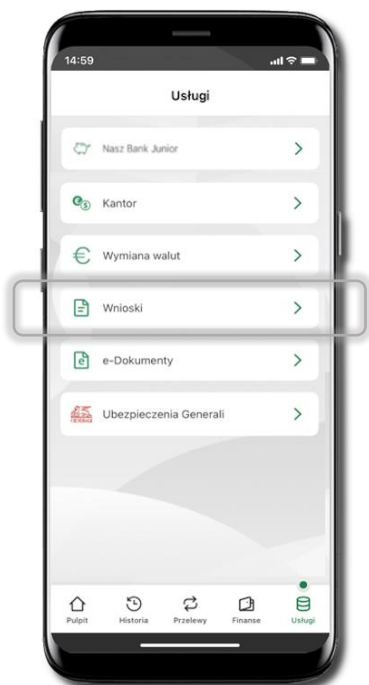 14:59
Usługi
Nasz Bank Junior
Kantor
Wymiana walut
Wnioski
e-Dokumenty
Ubezpieczenia Generali
Pulpit Historia Przelewy Finanse Usługi